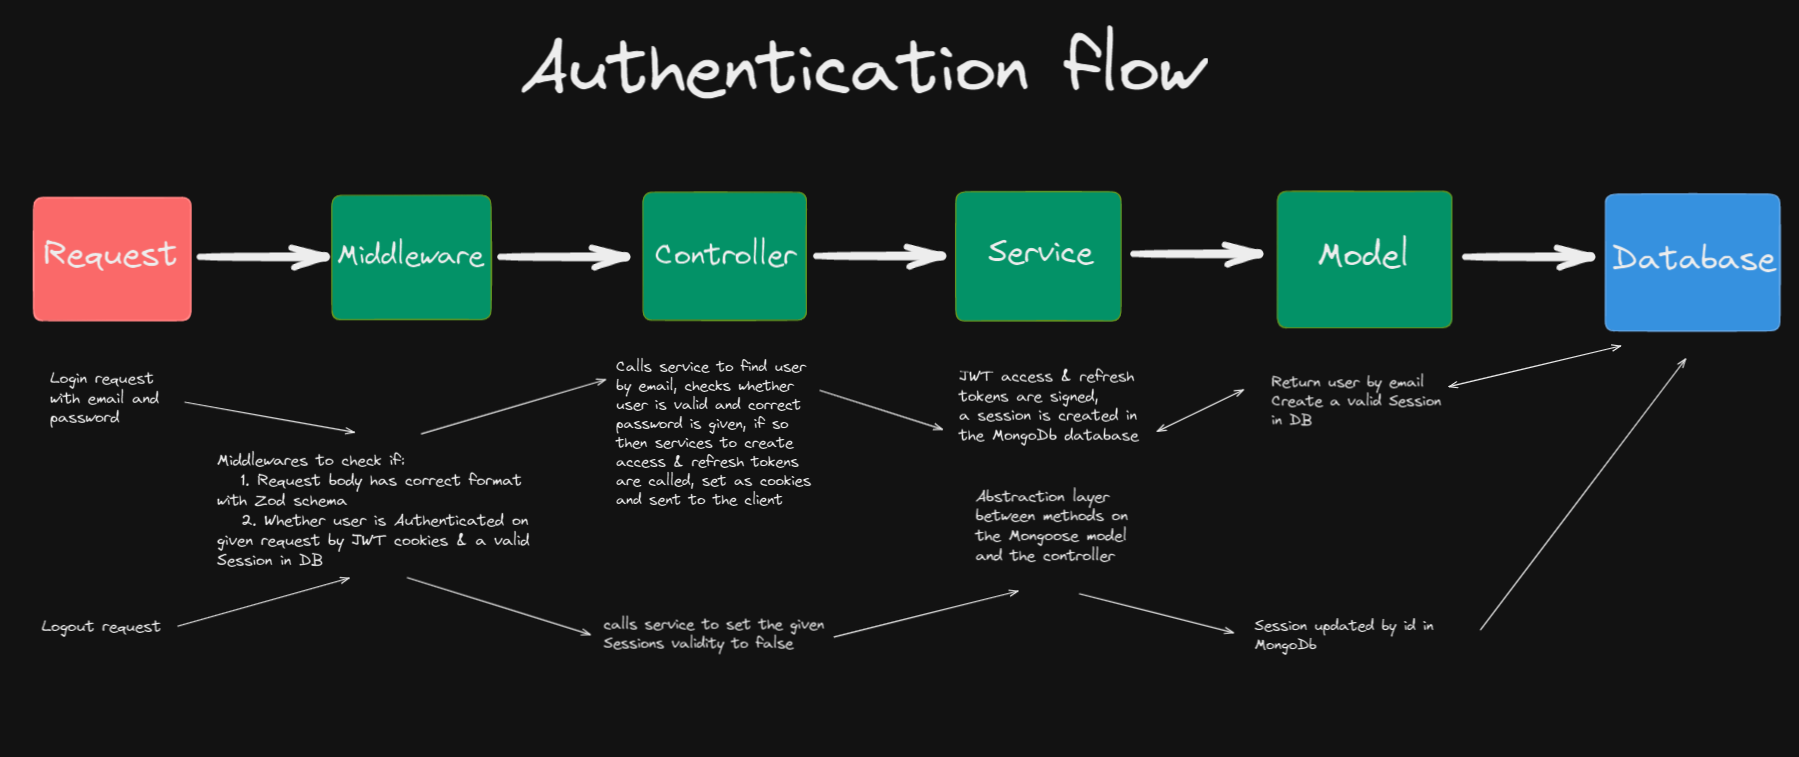 Authentication flow
Request
Middleware
Controller
Service
Model
Database
Login request
with email and
password
Middlewares to check if:
1. Request body has correct format
with Zod schema
2. Whether user is Authenticated on
given request by JWT cookies & a valid
Session in DB
Logout request
Calls service to find user
by email, checks whether
user is valid and correct
password is given, if so
then services to create
access & refresh tokens
are called, set as cookies
and sent to the client
calls service to set the given
Sessions validity to false
JWT access & refresh
tokens are signed,
a session is created in
the MongoDb database
Abstraction layer
between methods on
the Mongoose model
and the controller
Return user by email
Create a valid Session
in DB
Session updated by id in
MongoDb